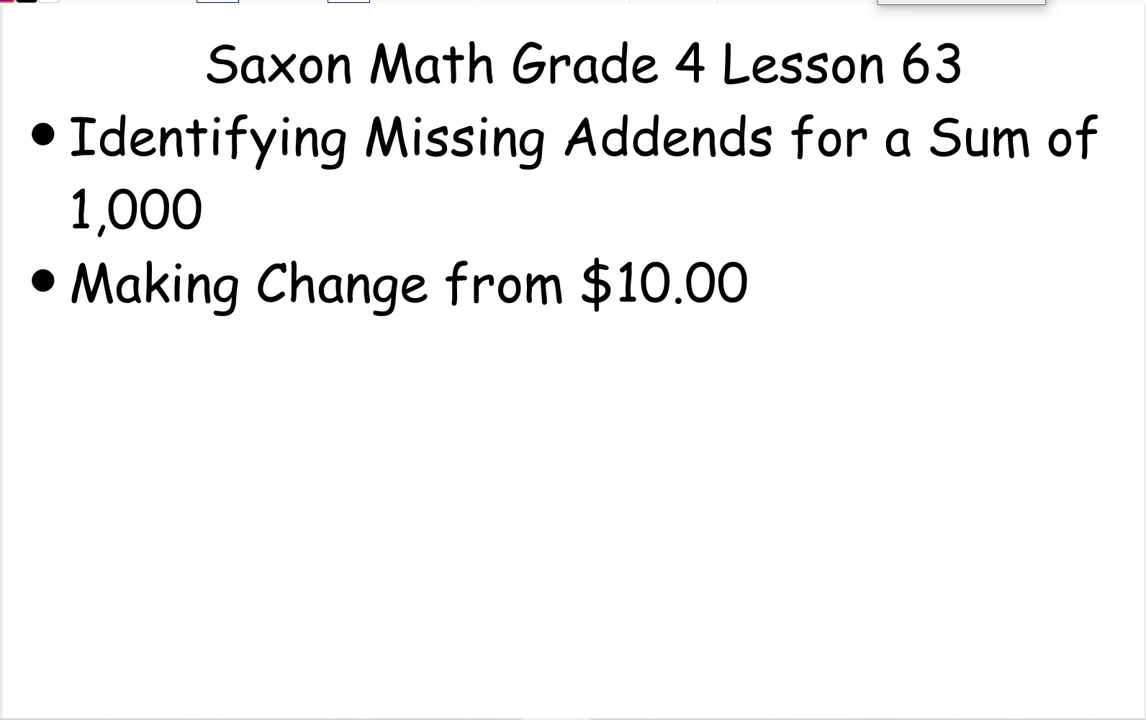 Saxon Math Grade 4 Lesson 63
• Identifying Missing Addends for a Sum of
1,000
• Making Change from $10.00